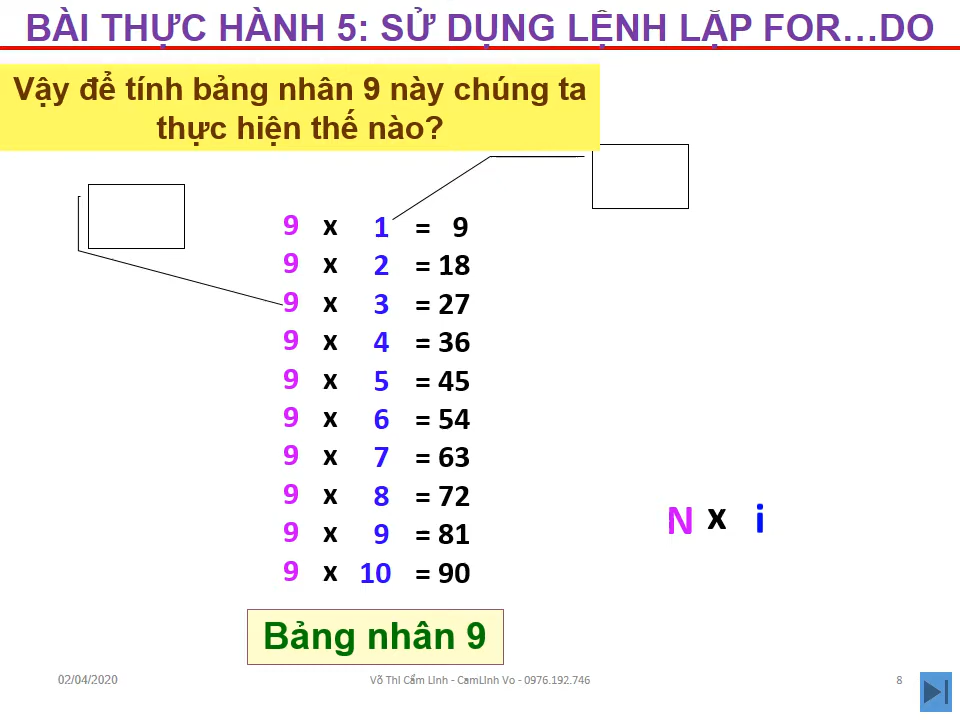 BÀI THỰC HÀNH 5: SỬ DỤNG LỆNH LẶP FOR…DO
Vậy để tính bảng nhân 9 này chúng ta
thực hiện thế nào?
9 x 1 = 9
9 x 2 = 18
9 x 3 = 27
9 x 4 = 36
9 x 5 = 45
9 x 6 = 54
9 x 7 = 63
9 x 8 = 72
9 x 9 = 81
9 x 10 = 90
N x i
Bảng nhân 9
02/04/2020
Võ Thị Cẩm Linh - CamLinh Vo - 0976.192.746
8